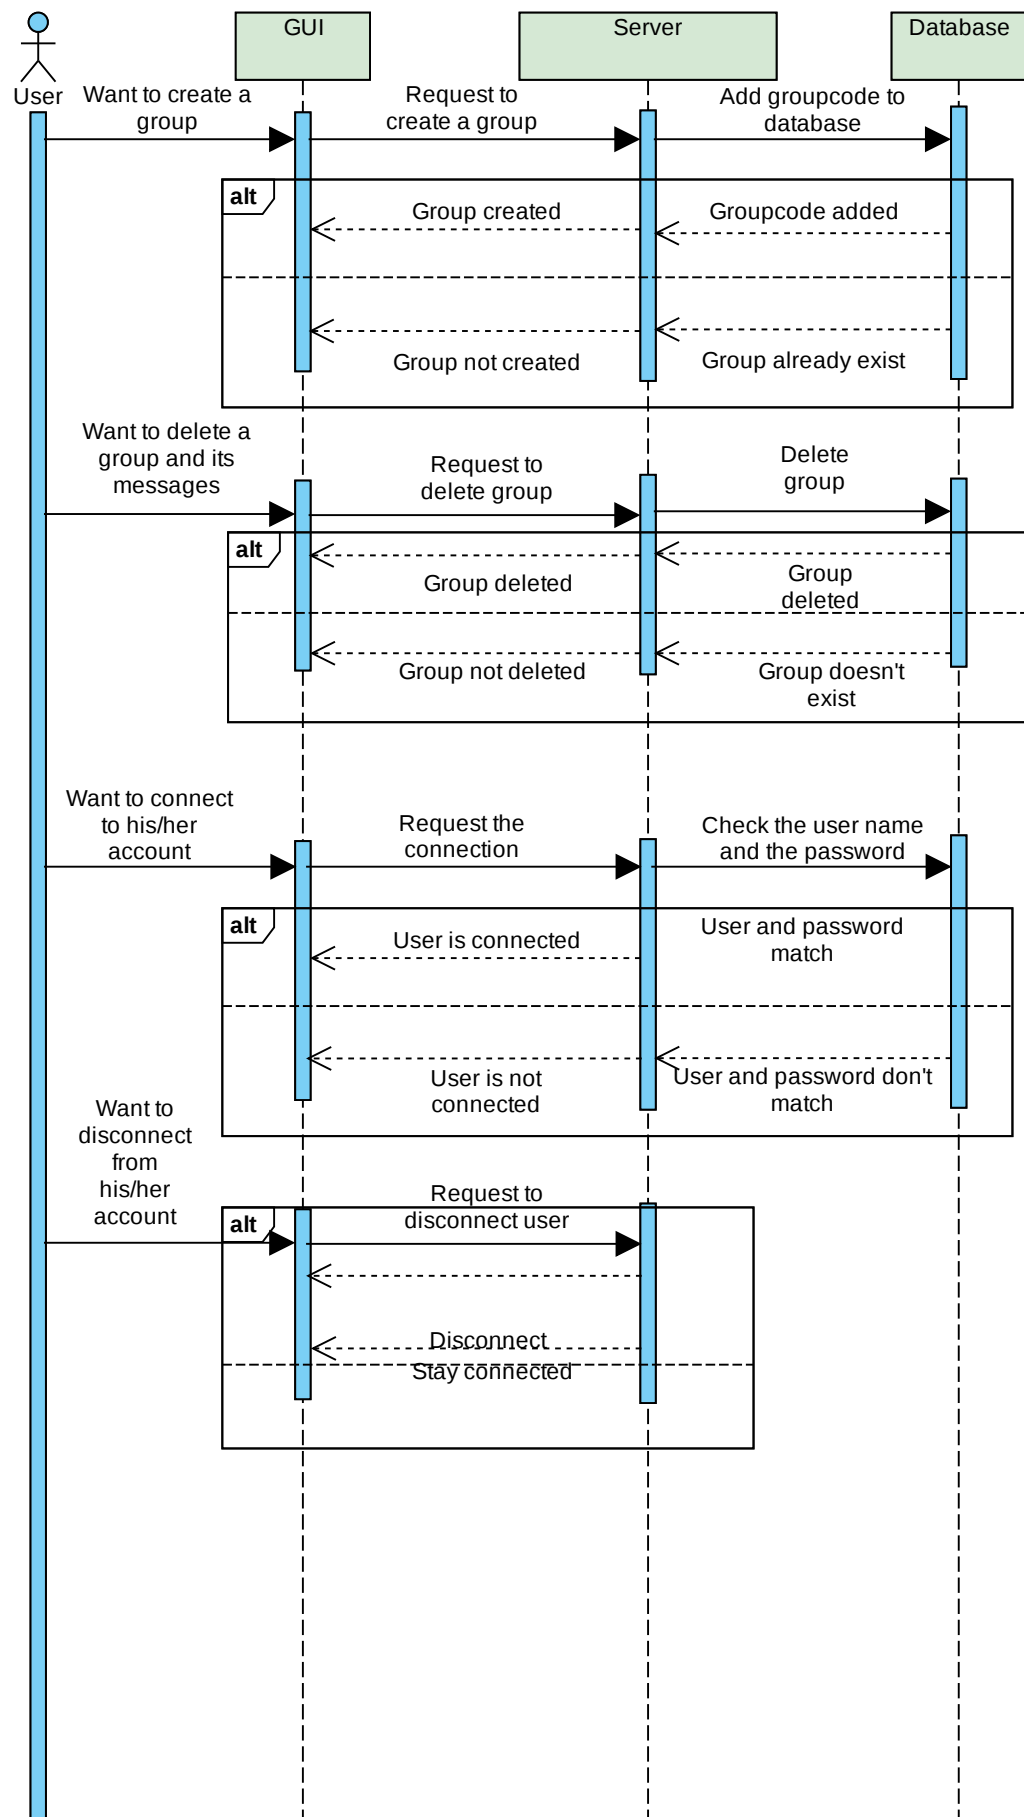 GUI
Server
Database
User
Want to create a
group
Request to
create a group
Add groupcode to
database
alt
Group created
Groupcode added
Group not created
Group already exist
Want to delete a
group and its
messages
Request to
delete group
Delete
group
alt
Group deleted
Group
deleted
Group not deleted
Group doesn't
exist
Want to connect
to his/her
account
Request the
connection
Check the user name
and the password
alt
User is connected
User and password
match
User is not
connected
User and password don't
match
Want to
disconnect
from
his/her
account
alt
Request to
disconnect user
Disconnect
Stay connected